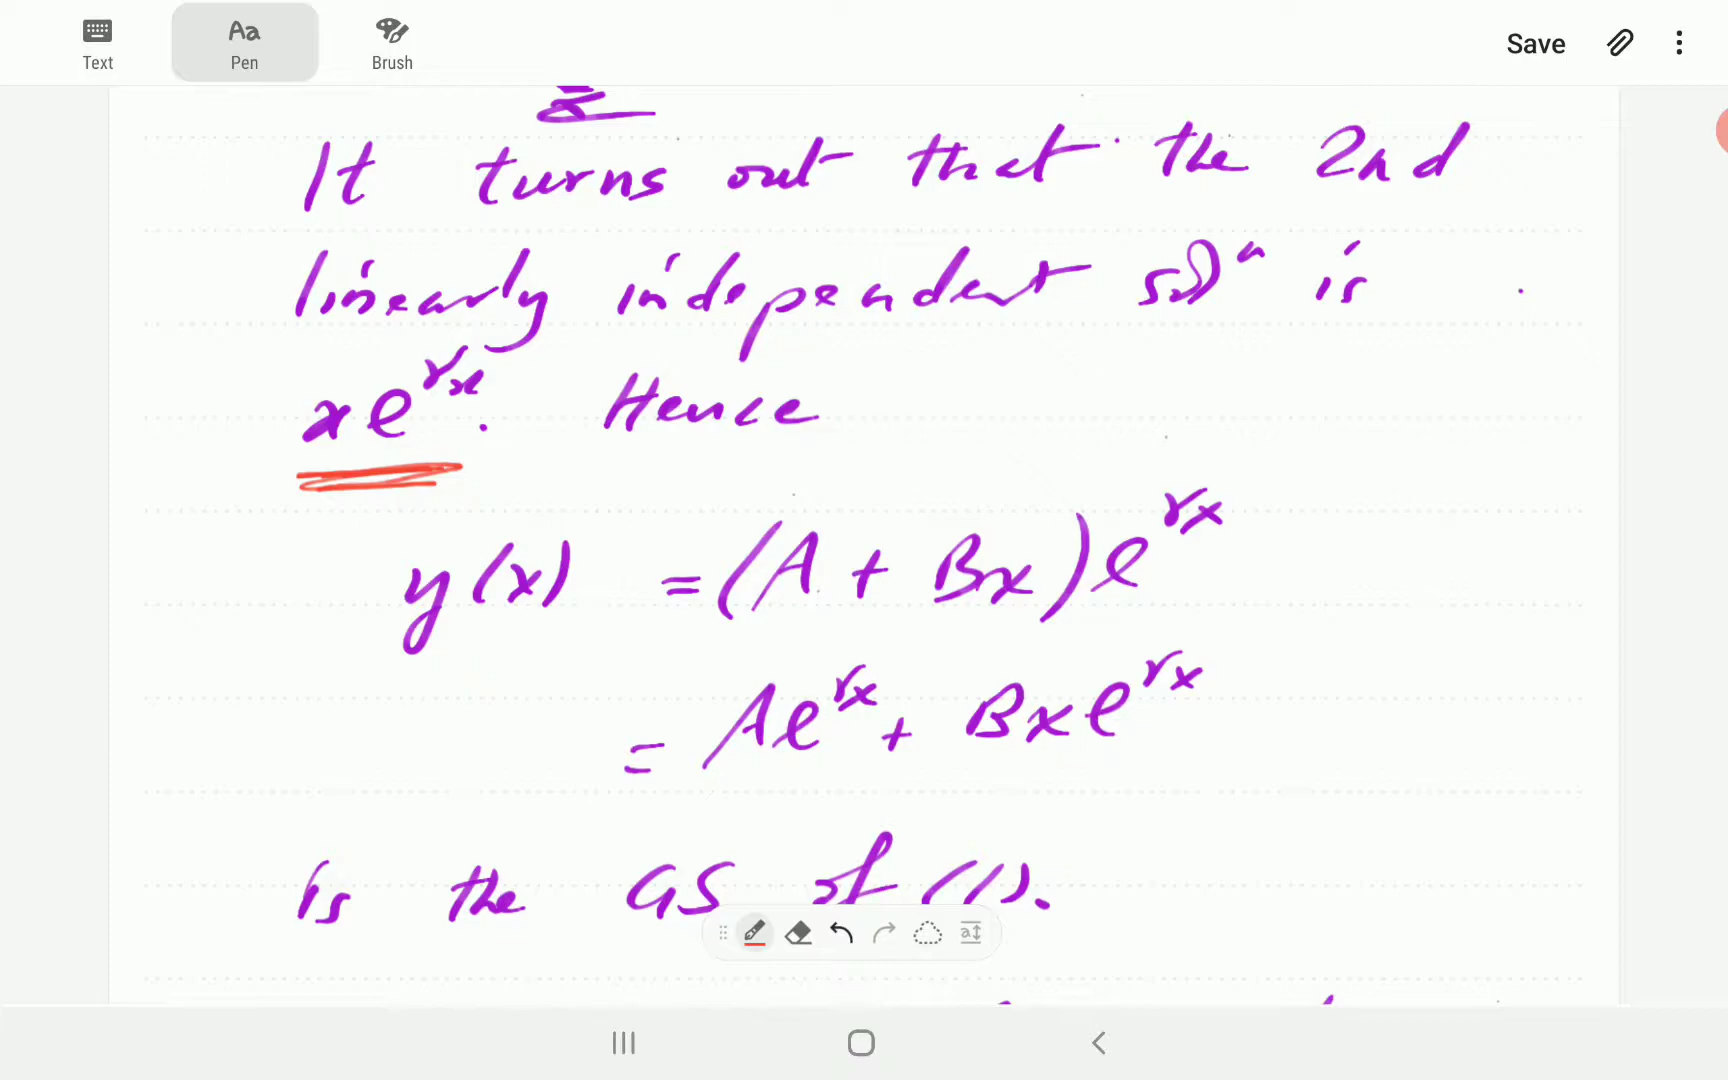 Text
Aa
Pen
Brush
Save
It turns out that the 2nd
linearly independent solⁿ is
xe^{rx}. Hence
y(x) = (A + Bx)e^{rx}
= Ae^{rx} + Bxe^{rx}
is the GS of (1).